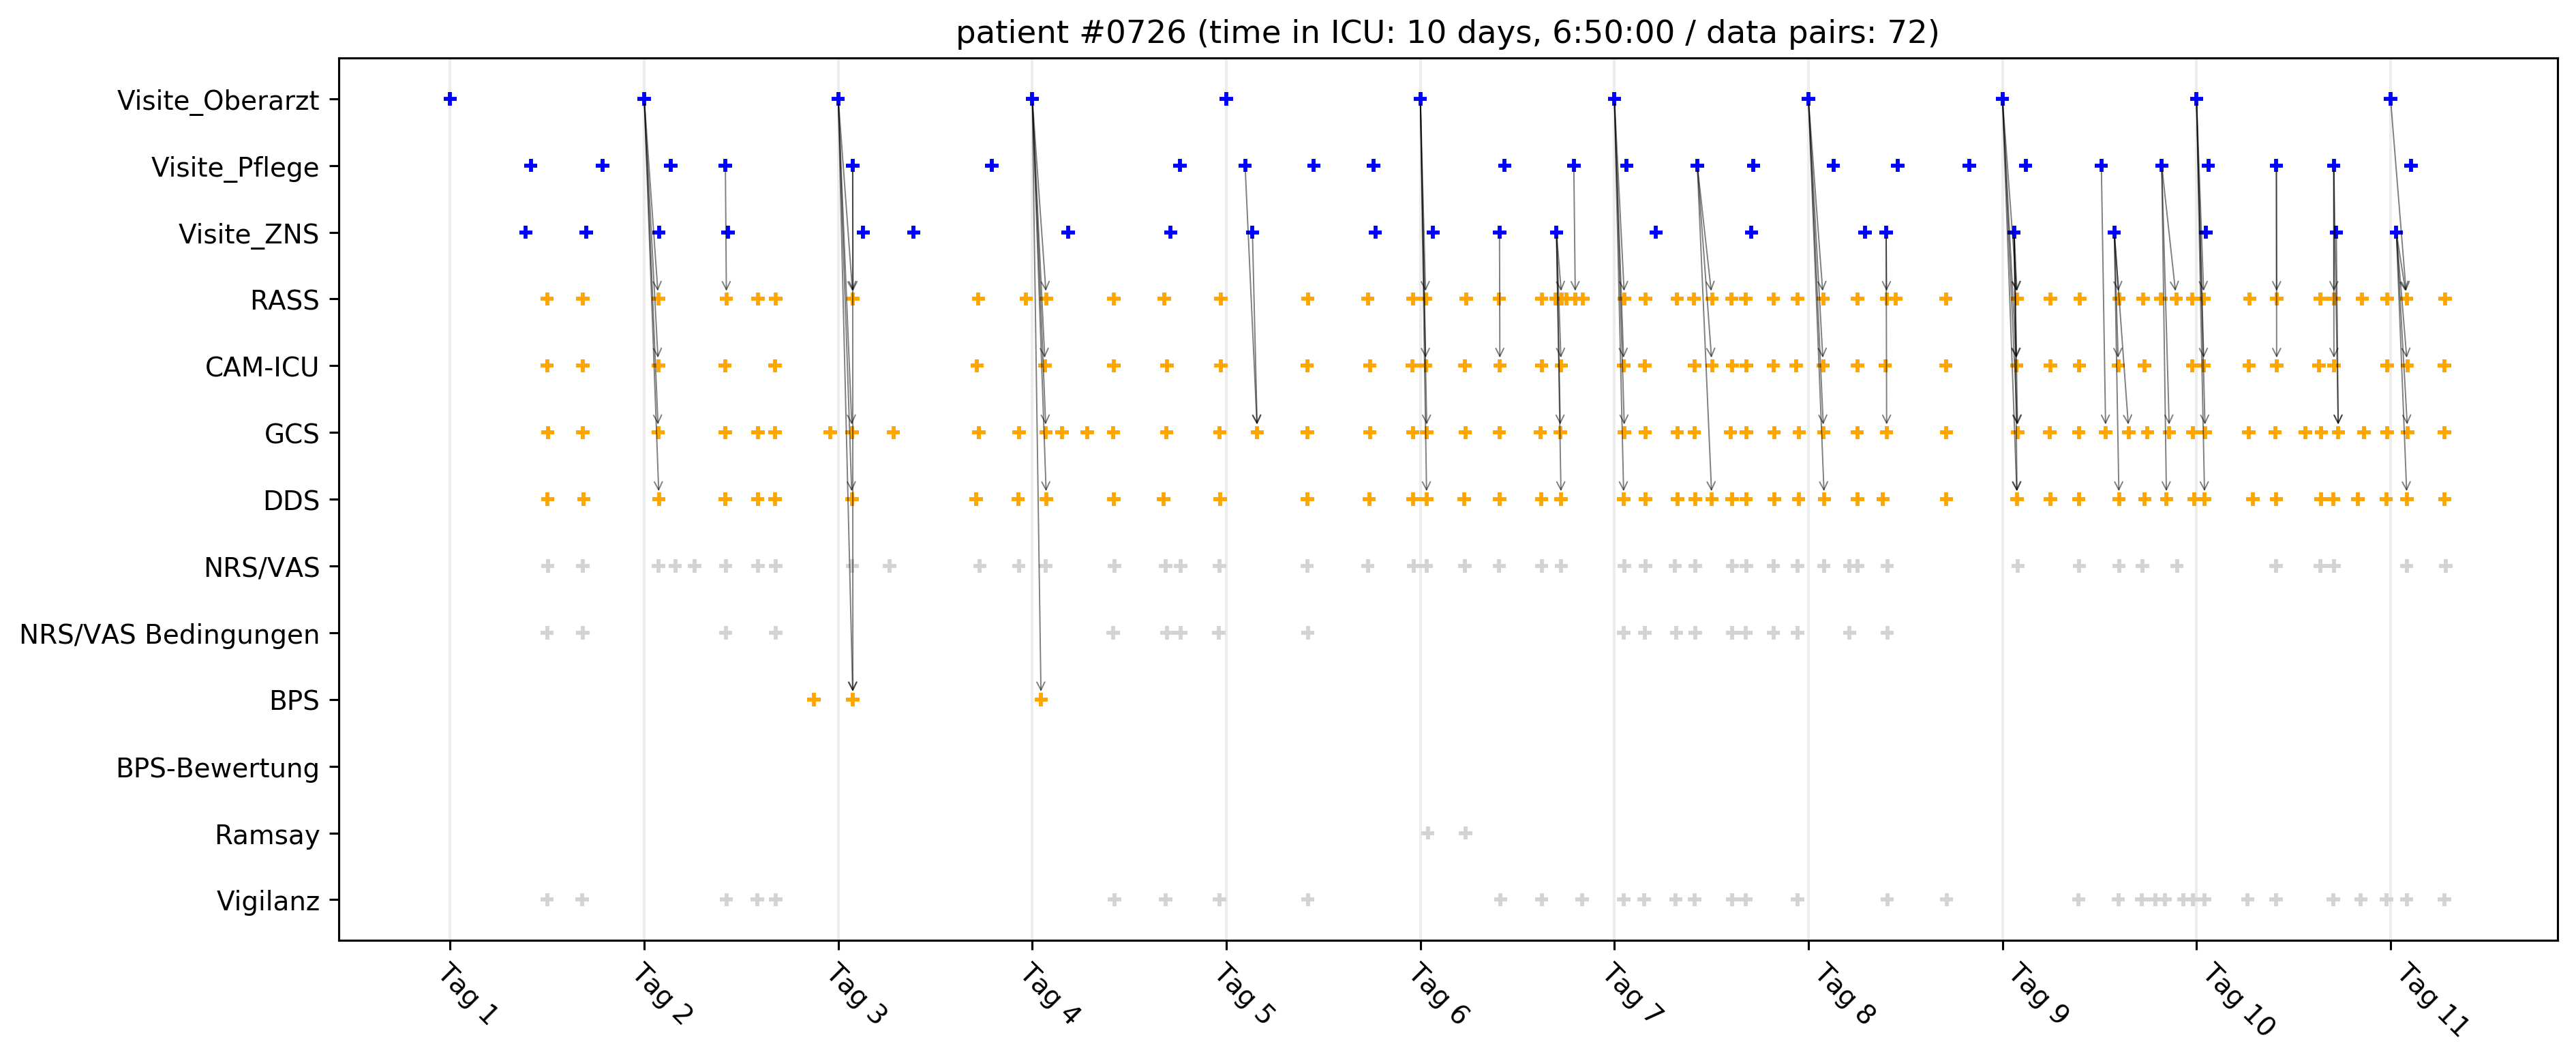 patient #0726 (time in ICU: 10 days, 6:50:00 / data pairs: 72)
Visite_Oberarzt
Visite_Pflege
Visite_ZNS
RASS
CAM-ICU
GCS
DDS
NRS/VAS
NRS/VAS Bedingungen
BPS
BPS-Bewertung
Ramsay
Vigilanz
Tag 1
Tag 2
Tag 3
Tag 4
Tag 5
Tag 6
Tag 7
Tag 8
Tag 9
Tag 10
Tag 11